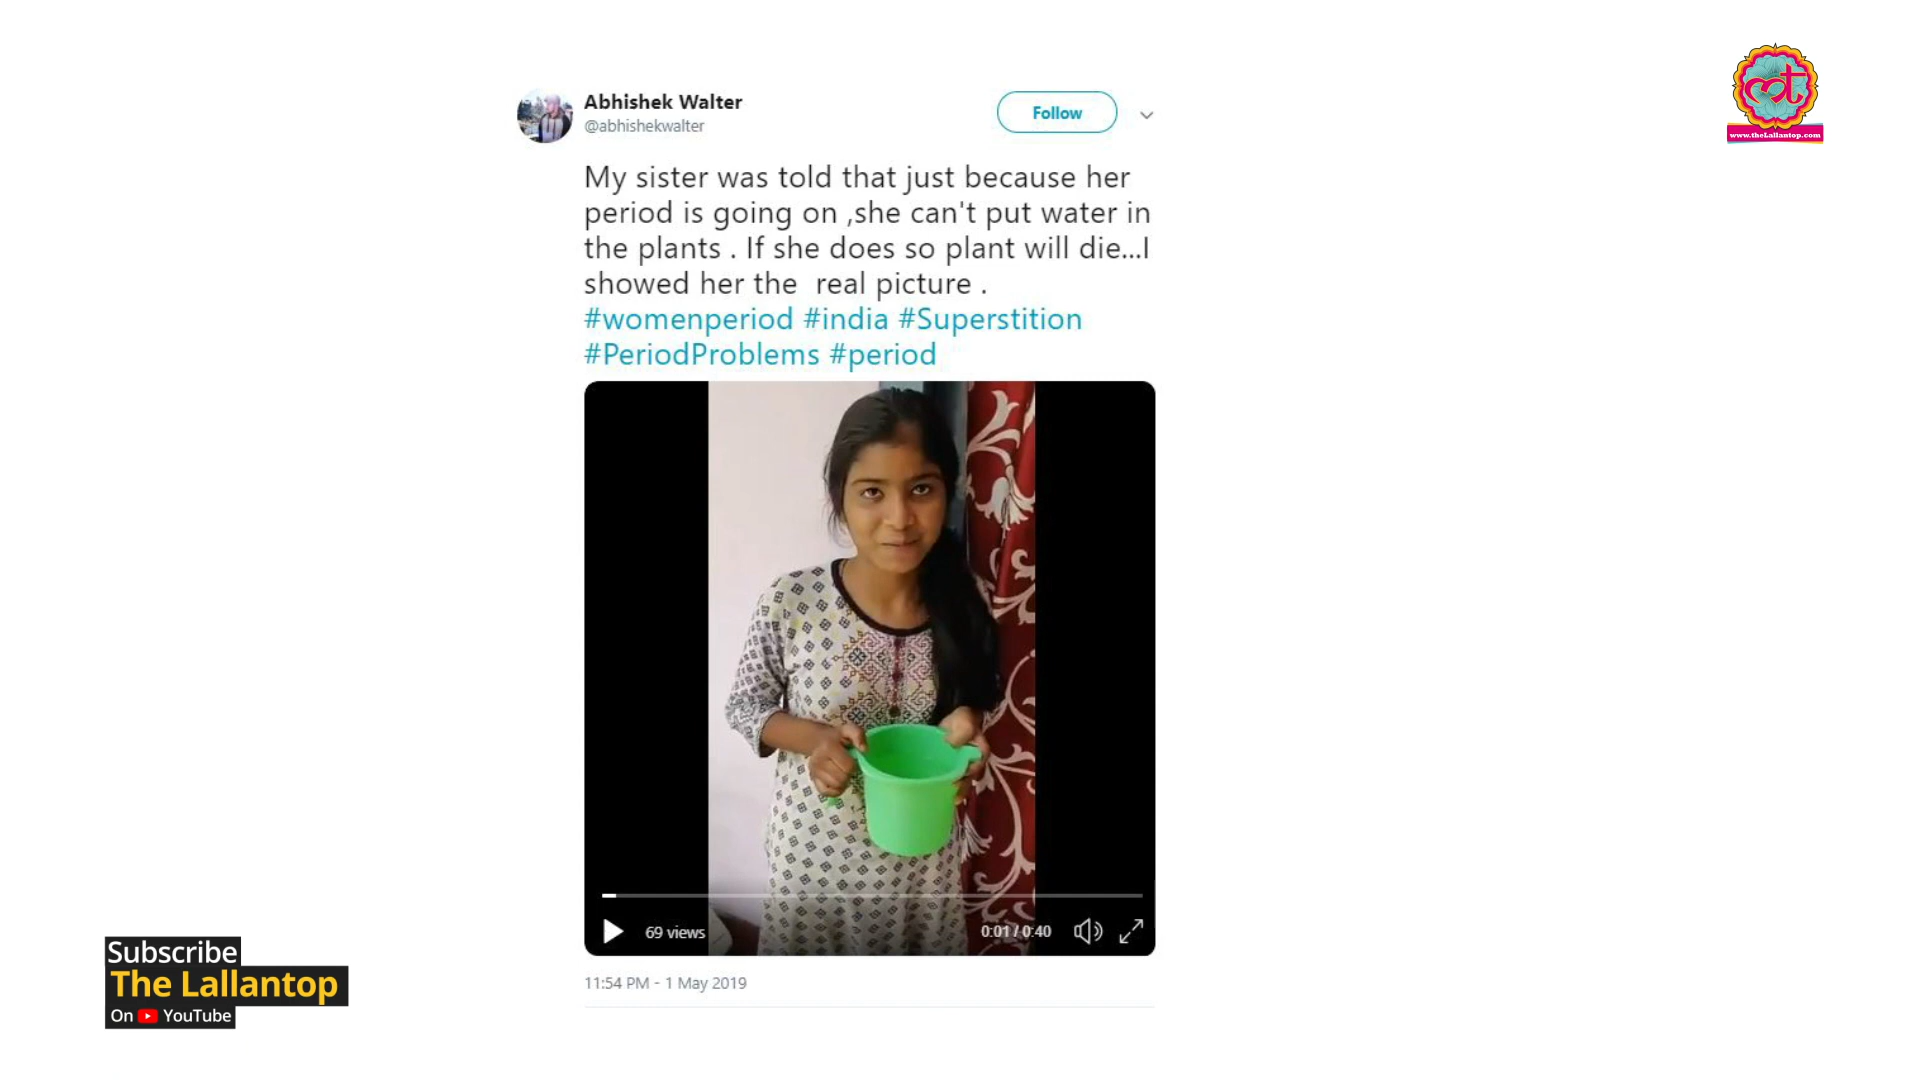 Abhishek Walter
@abhishekwalter
Follow
My sister was told that just because her
period is going on ,she can't put water in
the plants . If she does so plant will die...I
showed her the  real picture .
#womenperiod #india #Superstition
#PeriodProblems #period
69 views
0:01 / 0:40
11:54 PM - 1 May 2019
www.theLallantop.com
Subscribe
The Lallantop
On YouTube